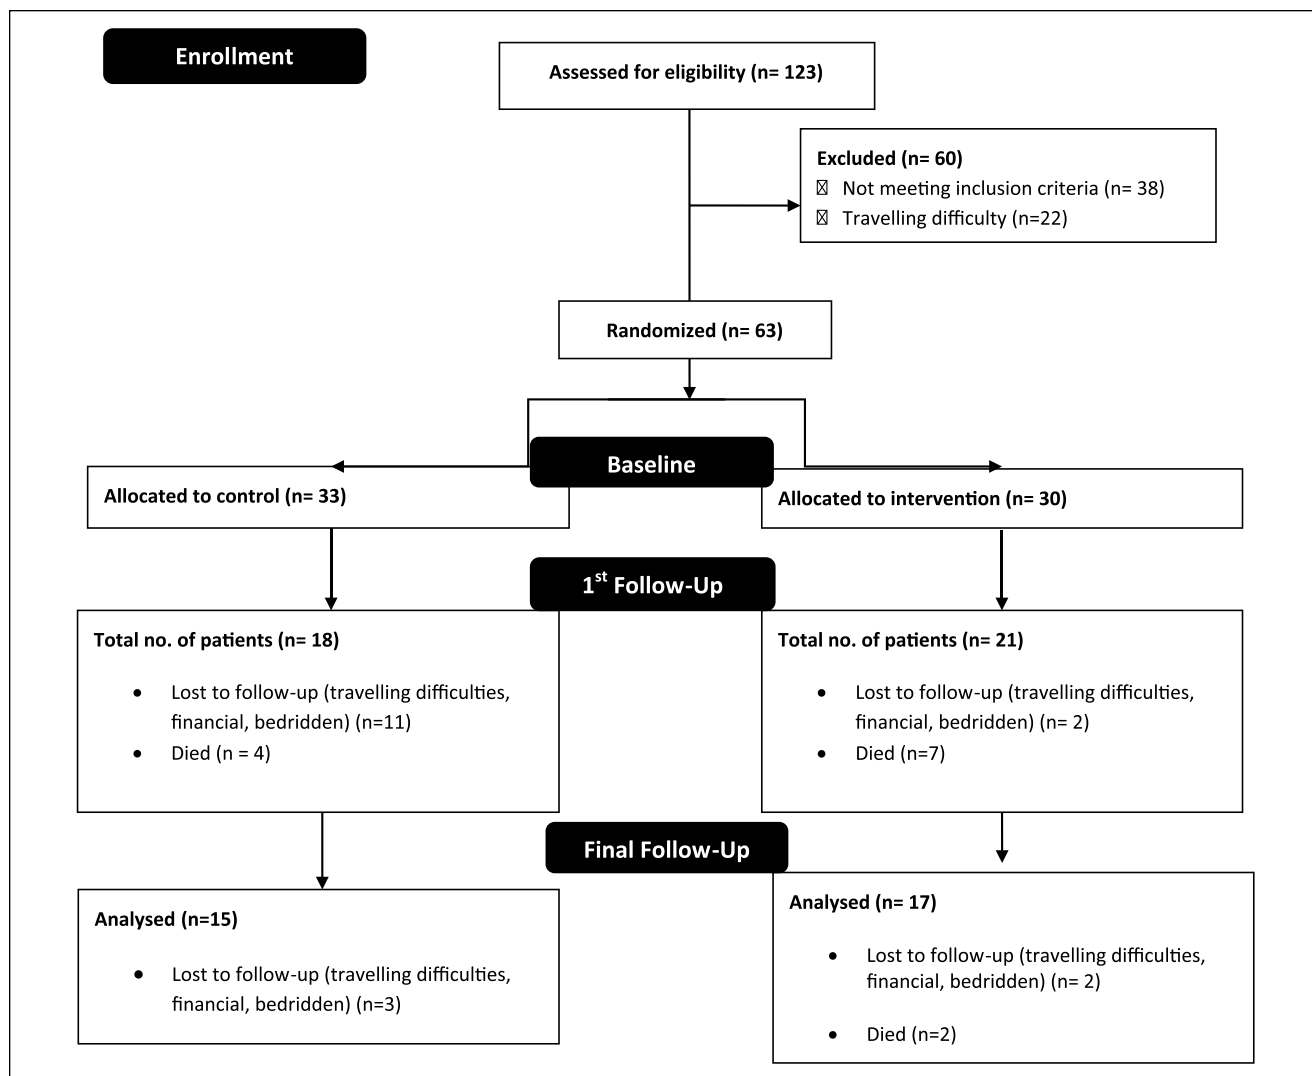 Enrollment
Assessed for eligibility (n= 123)
Excluded (n= 60)
Not meeting inclusion criteria (n= 38)
Travelling difficulty (n=22)
Randomized (n= 63)
Baseline
Allocated to control (n= 33)
Allocated to intervention (n= 30)
1st Follow-Up
Total no. of patients (n= 18)
• Lost to follow-up (travelling difficulties,
financial, bedridden) (n=11)
• Died (n = 4)
Total no. of patients (n= 21)
• Lost to follow-up (travelling difficulties,
financial, bedridden) (n= 2)
• Died (n=7)
Final Follow-Up
Analysed (n=15)
• Lost to follow-up (travelling difficulties,
financial, bedridden) (n=3)
Analysed (n= 17)
• Lost to follow-up (travelling difficulties,
financial, bedridden) (n= 2)
• Died (n=2)